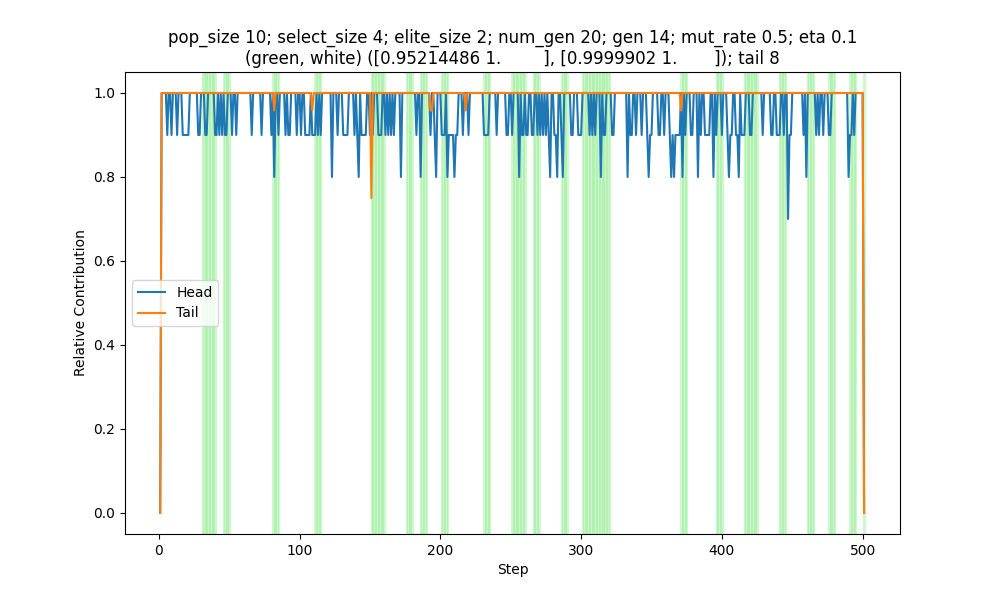 pop_size 10; select_size 4; elite_size 2; num_gen 20; gen 14; mut_rate 0.5; eta 0.1
(green, white) ([0.95214486 1.        ], [0.9999902 1.        ]); tail 8
1.0
0.8
0.6
0.4
0.2
0.0
Relative Contribution
Head
Tail
0 100 200 300 400 500
Step